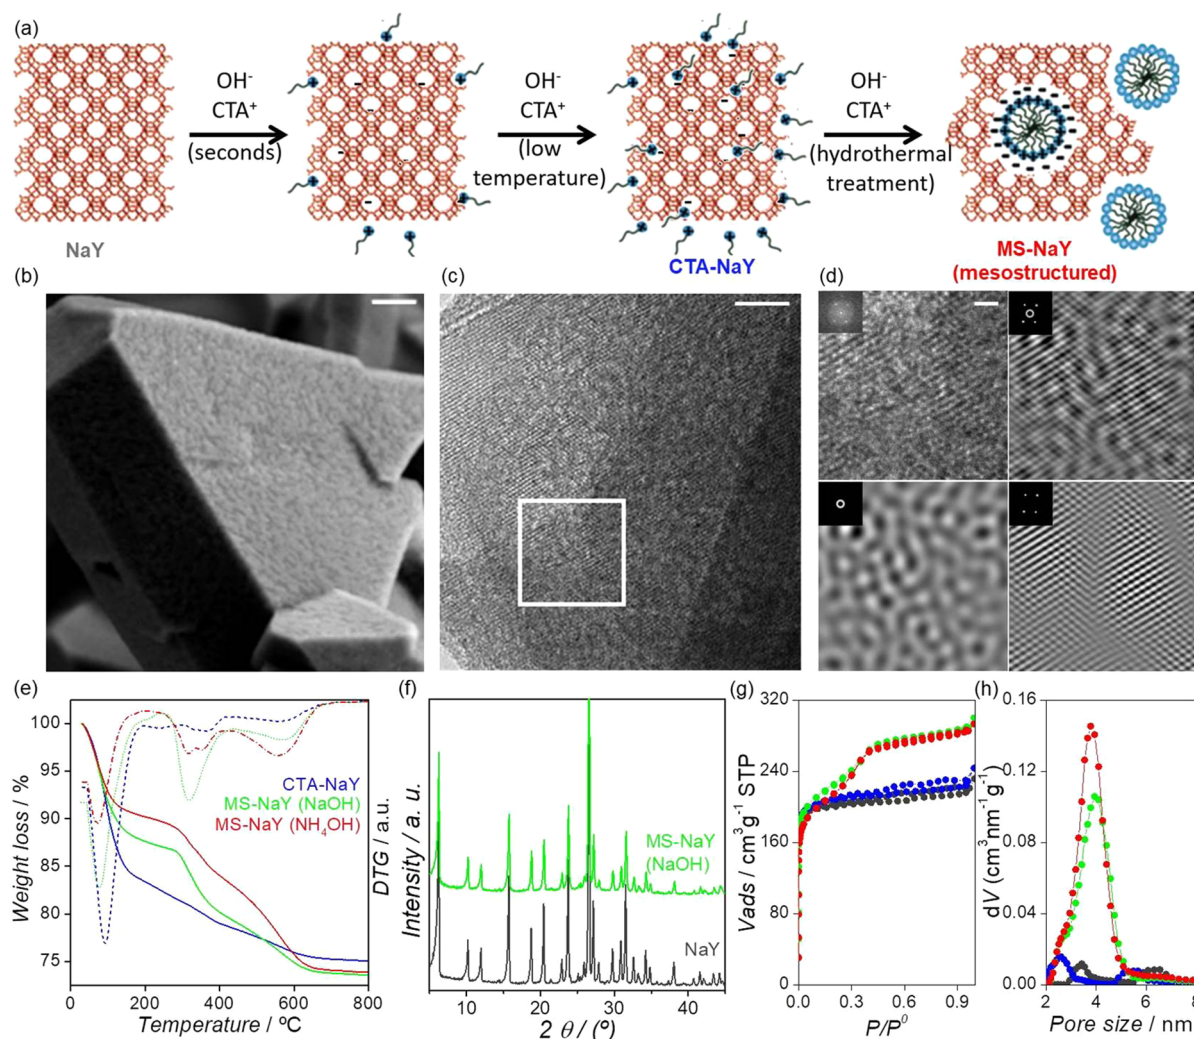 (a)
OH⁻
CTA⁺
(seconds)
OH⁻
CTA⁺
(low
temperature)
OH⁻
CTA⁺
(hydrothermal
treatment)
NaY
CTA-NaY
MS-NaY
(mesostructured)
(b)
(c)
(d)
(e)
100
95
90
85
80
75
Weight loss / %
CTA-NaY
MS-NaY (NaOH)
MS-NaY (NH₄OH)
DTG / a.u.
0
200
400
600
800
Temperature / ºC
(f)
Intensity / a. u.
MS-NaY
(NaOH)
NaY
10
20
30
40
2 θ / (º)
(g)
320
240
160
80
0
Vads / cm³g⁻¹ STP
0.0
0.3
0.6
0.9
P/P⁰
(h)
0.16
0.12
0.08
0.04
0.00
dV (cm³nm⁻¹g⁻¹)
2
4
6
8
Pore size / nm